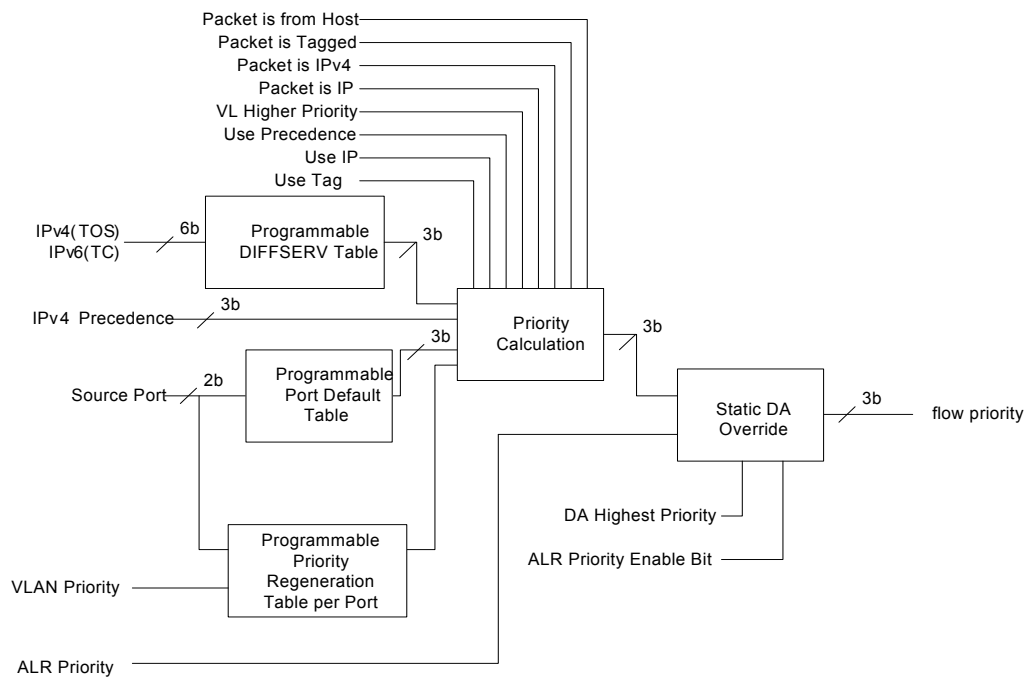 Packet is from Host
Packet is Tagged
Packet is IPv4
Packet is IP
VL Higher Priority
Use Precedence
Use IP
Use Tag
IPv4(TOS)
IPv6(TC)
6b
Programmable
DIFFSERV Table
3b
IPv4 Precedence
3b
Priority
Calculation
3b
3b
Source Port
2b
Programmable
Port Default
Table
Static DA
Override
3b
flow priority
DA Highest Priority
ALR Priority Enable Bit
Programmable
Priority
Regeneration
Table per Port
VLAN Priority
ALR Priority